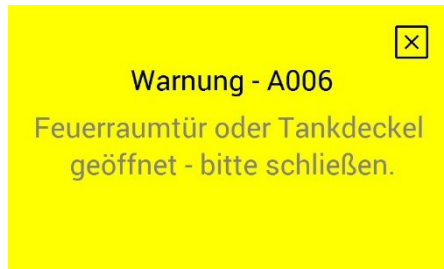 Warnung - A006
Feuerraumtür oder Tankdeckel
geöffnet - bitte schließen.